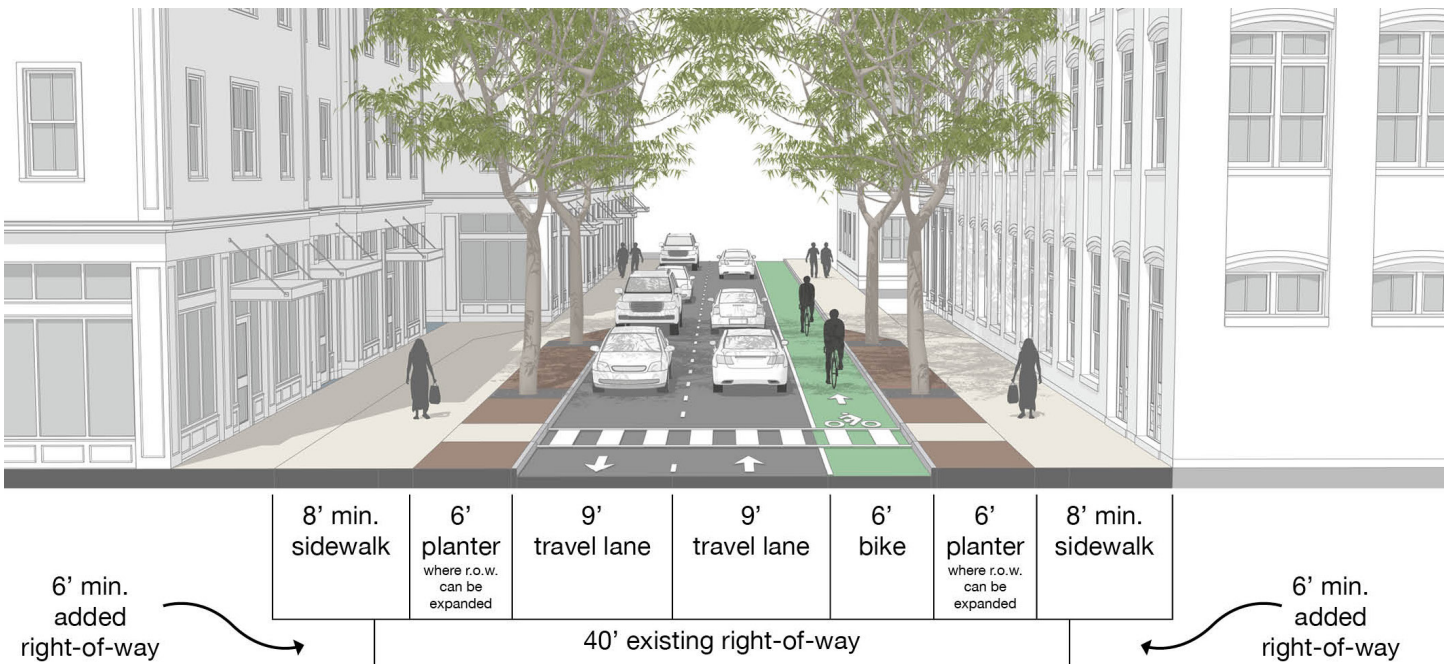 8’ min.
sidewalk
6’
planter
where r.o.w.
can be
expanded
9’
travel lane
9’
travel lane
6’
bike
6’
planter
where r.o.w.
can be
expanded
8’ min.
sidewalk
6’ min.
added
right-of-way
40’ existing right-of-way
6’ min.
added
right-of-way